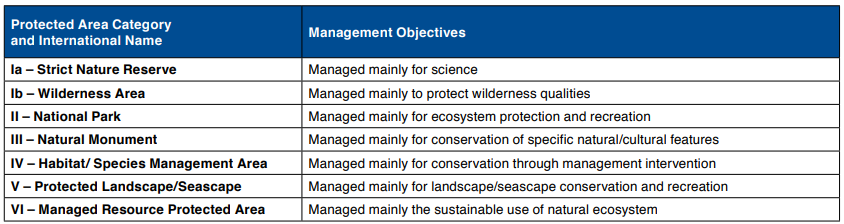 Protected Area Category
and International Name
Management Objectives
Ia – Strict Nature Reserve
Managed mainly for science
Ib – Wilderness Area
Managed mainly to protect wilderness qualities
II – National Park
Managed mainly for ecosystem protection and recreation
III – Natural Monument
Managed mainly for conservation of specific natural/cultural features
IV – Habitat/ Species Management Area
Managed mainly for conservation through management intervention
V – Protected Landscape/Seascape
Managed mainly for landscape/seascape conservation and recreation
VI – Managed Resource Protected Area
Managed mainly the sustainable use of natural ecosystem